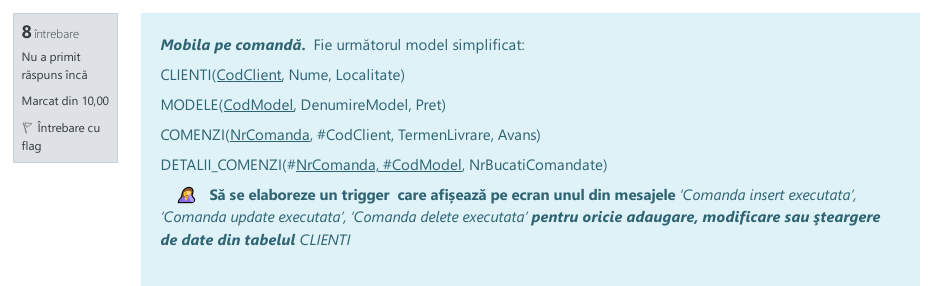 8 întrebare
Nu a primit
răspuns încă
Marcat din 10,00
Întrebare cu
flag
Mobila pe comandă. Fie următorul model simplificat:
CLIENTI(CodClient, Nume, Localitate)
MODELE(CodModel, DenumireModel, Pret)
COMENZI(NrComanda, #CodClient, TermenLivrare, Avans)
DETALII_COMENZI(#NrComanda, #CodModel, NrBucatiComandate)
Să se elaboreze un trigger care afișează pe ecran unul din mesajele ‘Comanda insert executata’,
‘Comanda update executata’, ‘Comanda delete executata’ pentru oricie adaugare, modificare sau şteargere
de date din tabelul CLIENTI